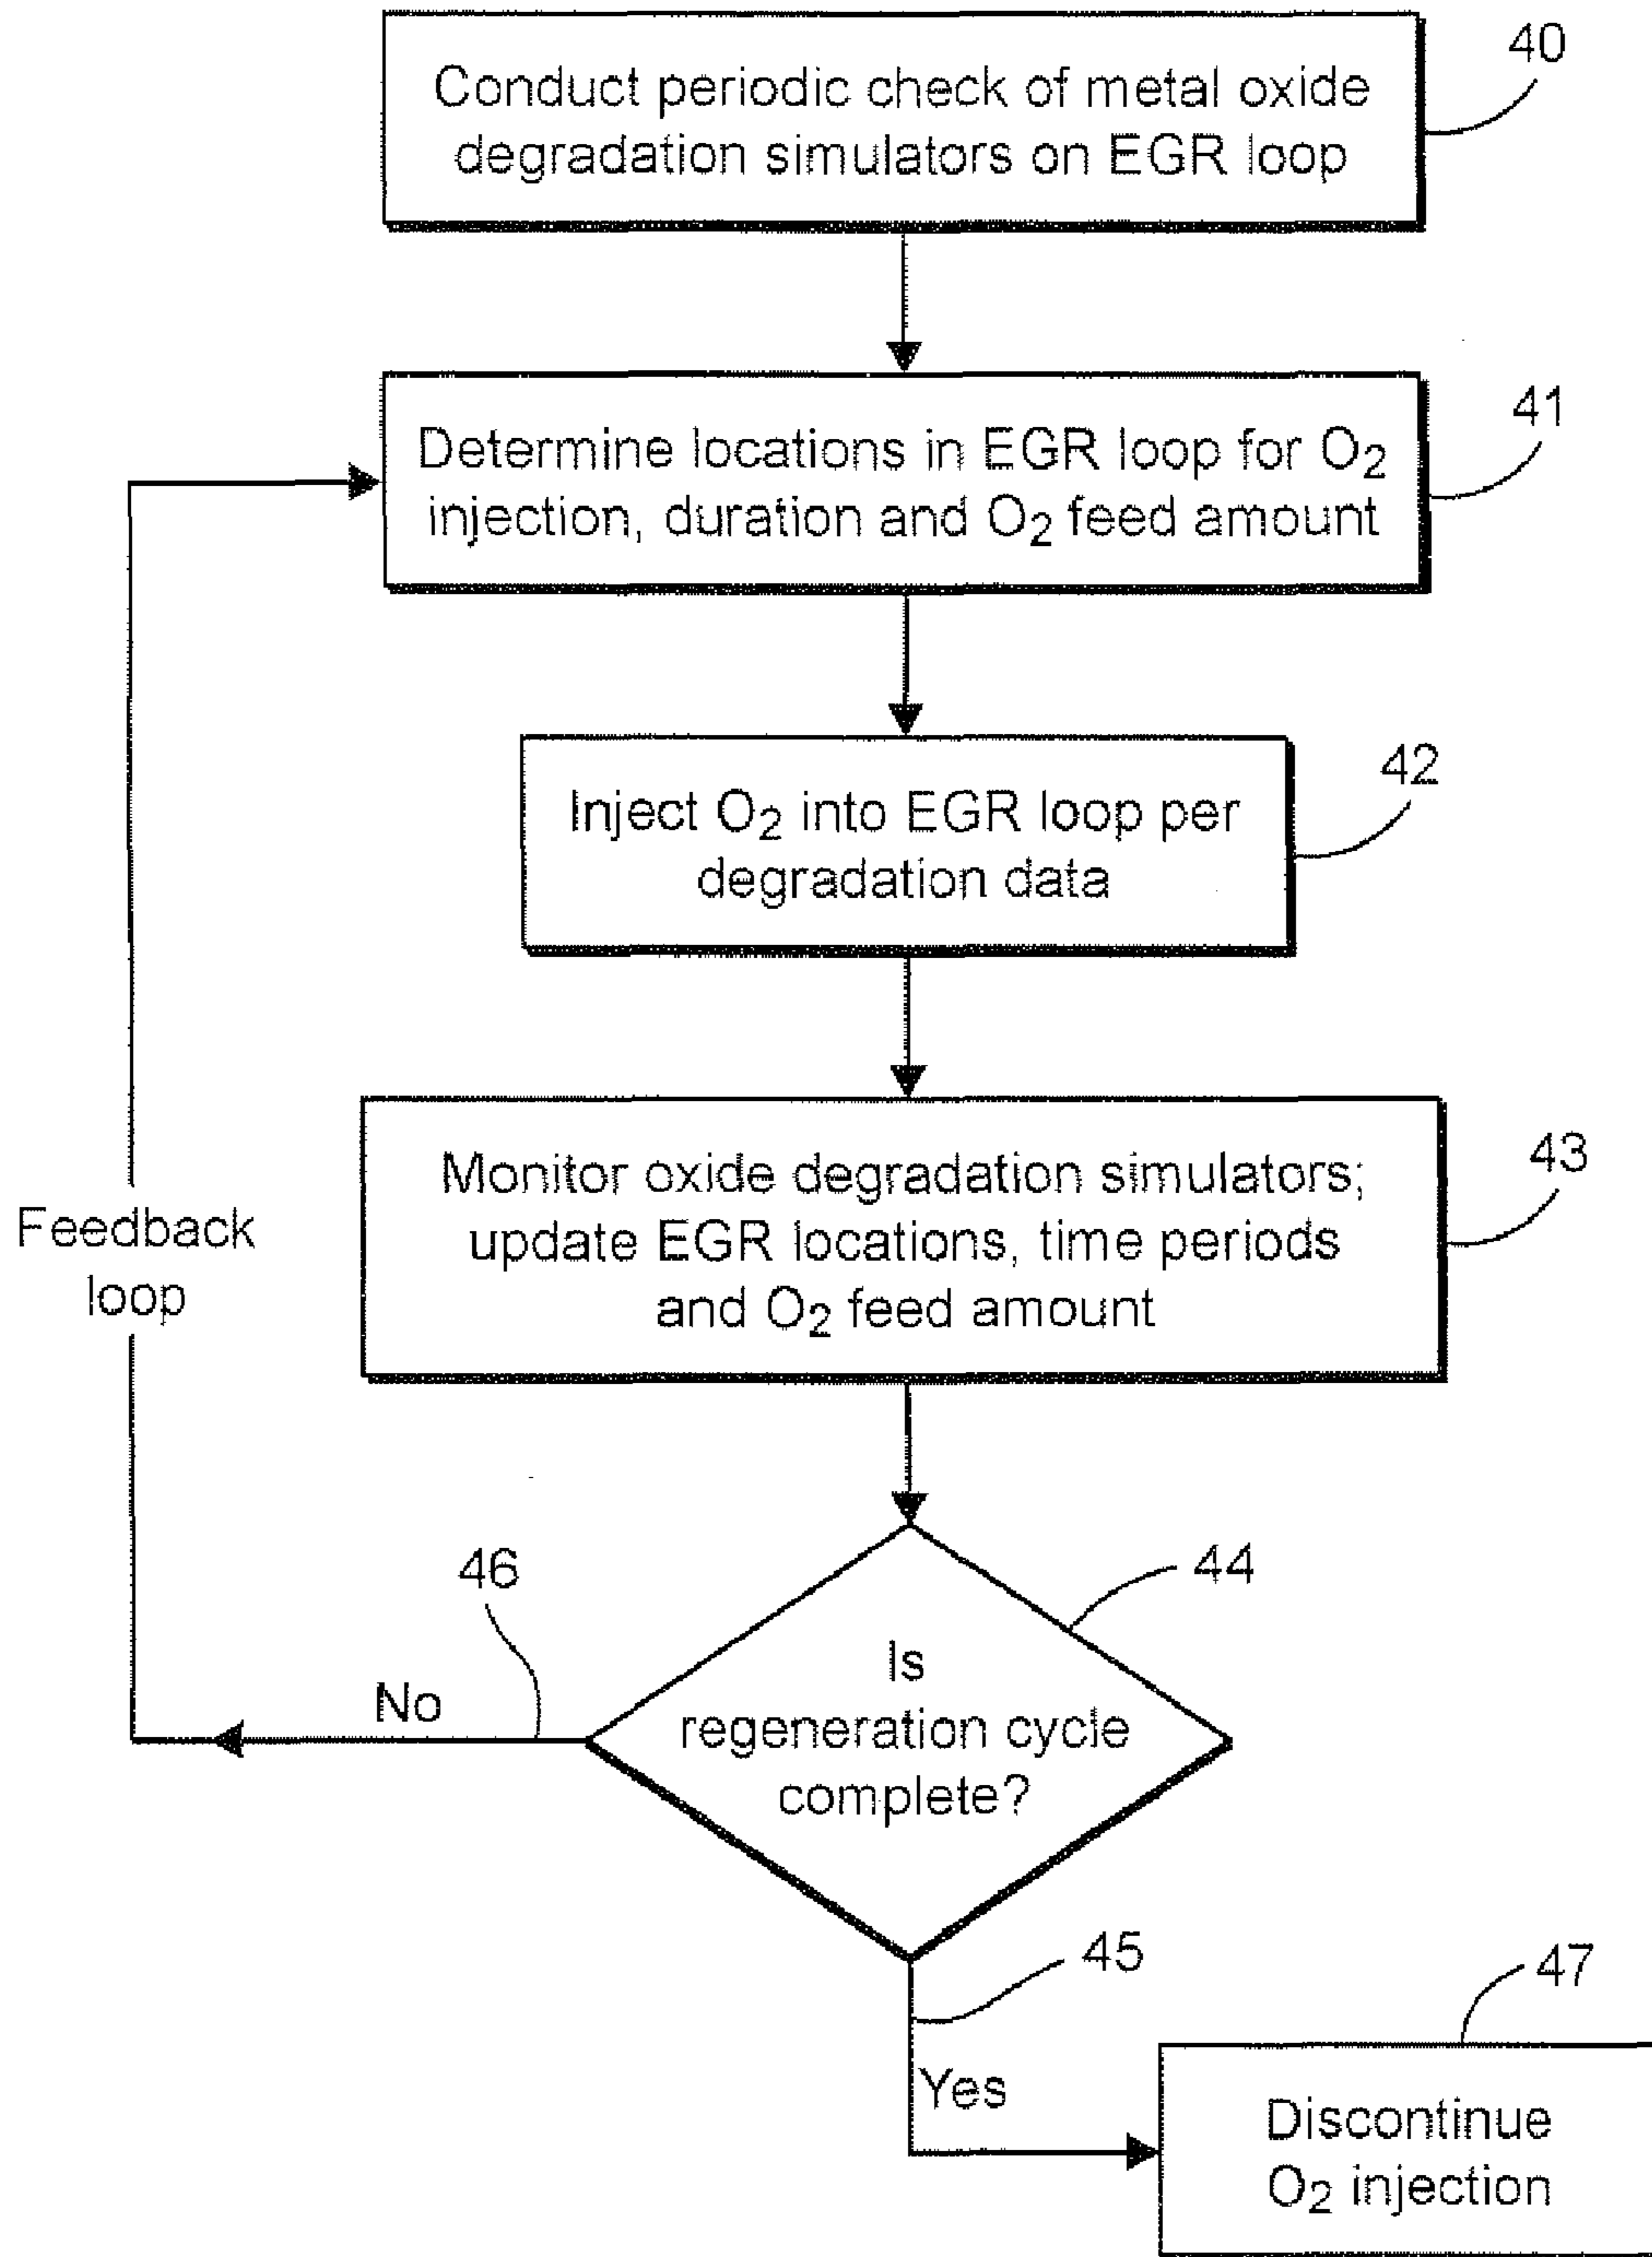 Conduct periodic check of metal oxide
degradation simulators on EGR loop
40
Determine locations in EGR loop for O₂
injection, duration and O₂ feed amount
41
Inject O₂ into EGR loop per
degradation data
42
Monitor oxide degradation simulators;
update EGR locations, time periods
and O₂ feed amount
43
Feedback
loop
Is
regeneration cycle
complete?
44
46
No
45
Yes
47
Discontinue
O₂ injection